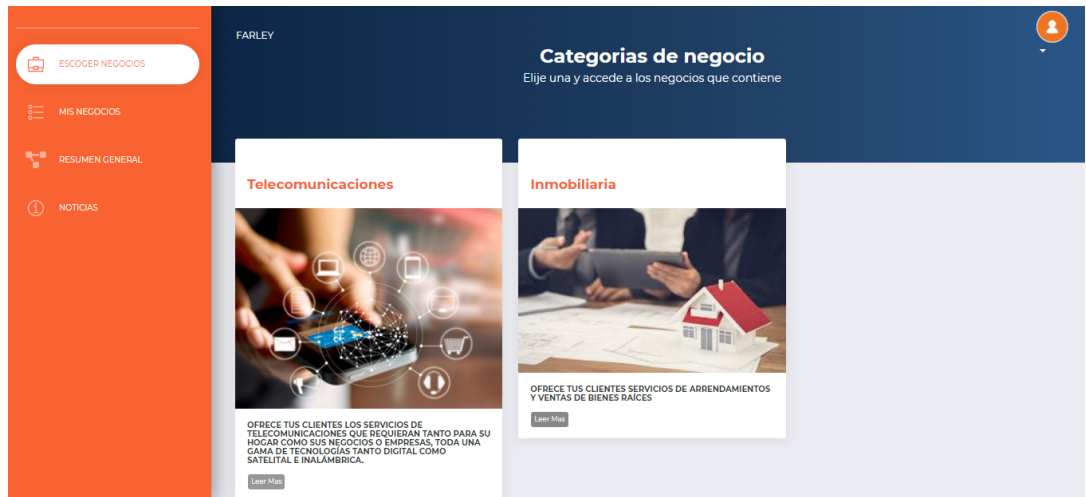 ESCOGER NEGOCIOS
MIS NEGOCIOS
RESUMEN GENERAL
NOTICIAS
FARLEY
Categorias de negocio
Elije una y accede a los negocios que contiene
Telecomunicaciones
OFRECE TUS CLIENTES LOS SERVICIOS DE
TELECOMUNICACIONES QUE REQUIERAN TANTO PARA SU
HOGAR COMO SUS NEGOCIOS O EMPRESAS, TODA UNA
GAMA DE TECNOLOGÍAS TANTO DIGITAL COMO
SATELITAL E INALÁMBRICA.
Leer Mas
Inmobiliaria
OFRECE TUS CLIENTES SERVICIOS DE ARRENDAMIENTOS
Y VENTAS DE BIENES RAÍCES
Leer Mas